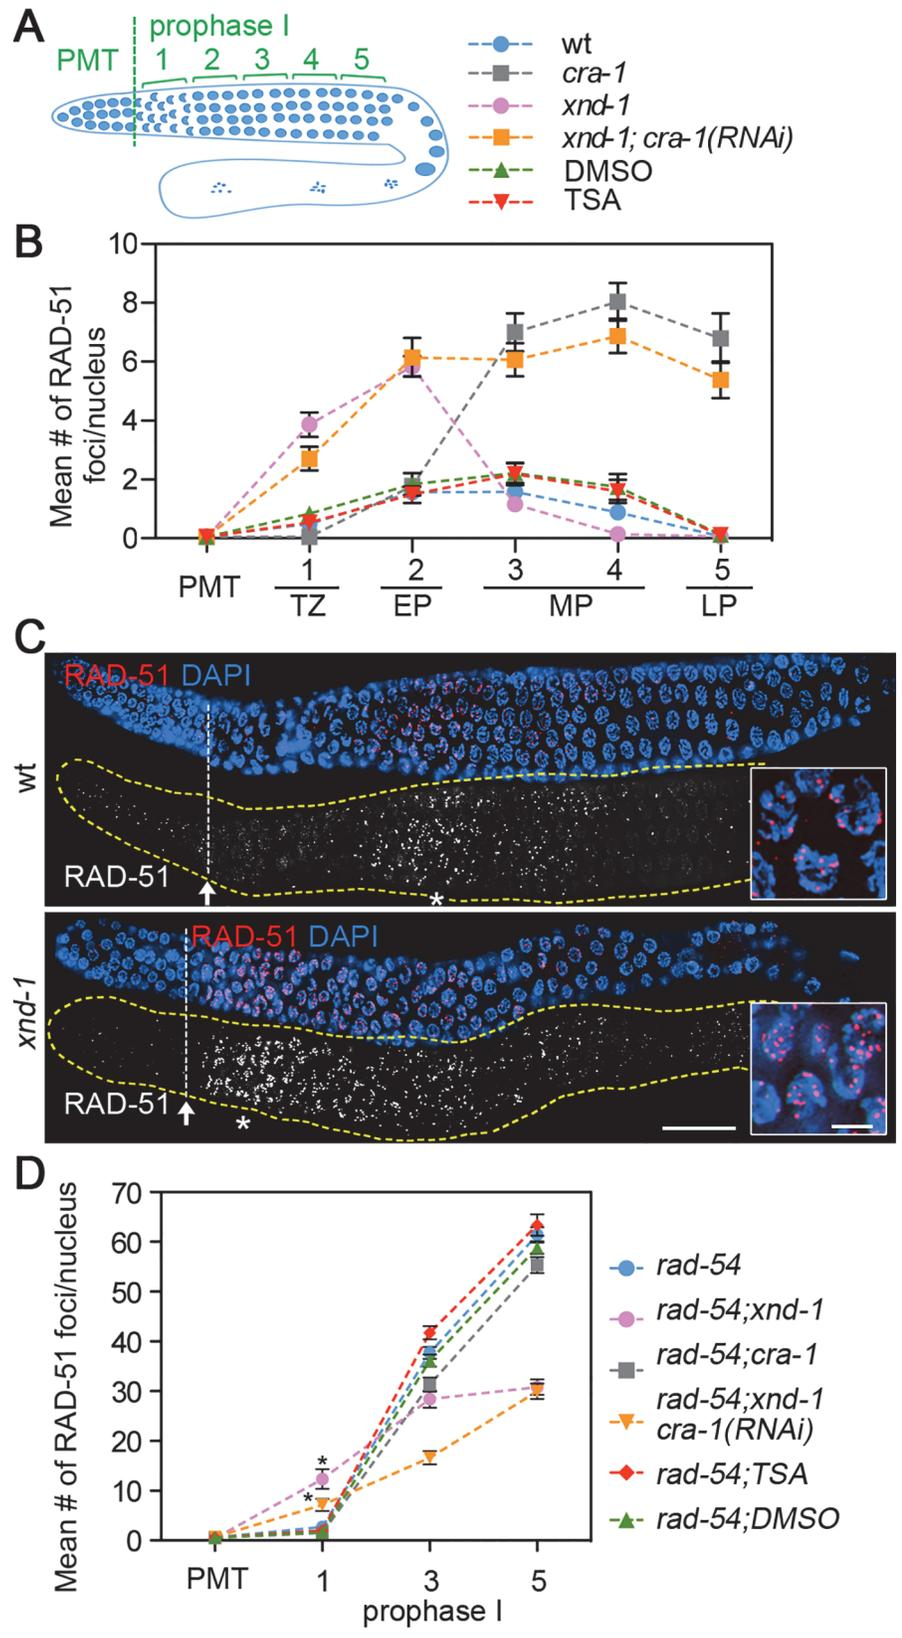 A
prophase I
PMT 1 2 3 4 5
wt
cra-1
xnd-1
xnd-1; cra-1(RNAi)
DMSO
TSA
B
Mean # of RAD-51
foci/nucleus
10
8
6
4
2
0
PMT 1 2 3 4 5
TZ EP MP LP
C
wt
RAD-51 DAPI
RAD-51
*
xnd-1
RAD-51 DAPI
RAD-51
*
D
Mean # of RAD-51 foci/nucleus
70
60
50
40
30
20
10
0
*
*
PMT 1 3 5
prophase I
rad-54
rad-54;xnd-1
rad-54;cra-1
rad-54;xnd-1
cra-1(RNAi)
rad-54;TSA
rad-54;DMSO